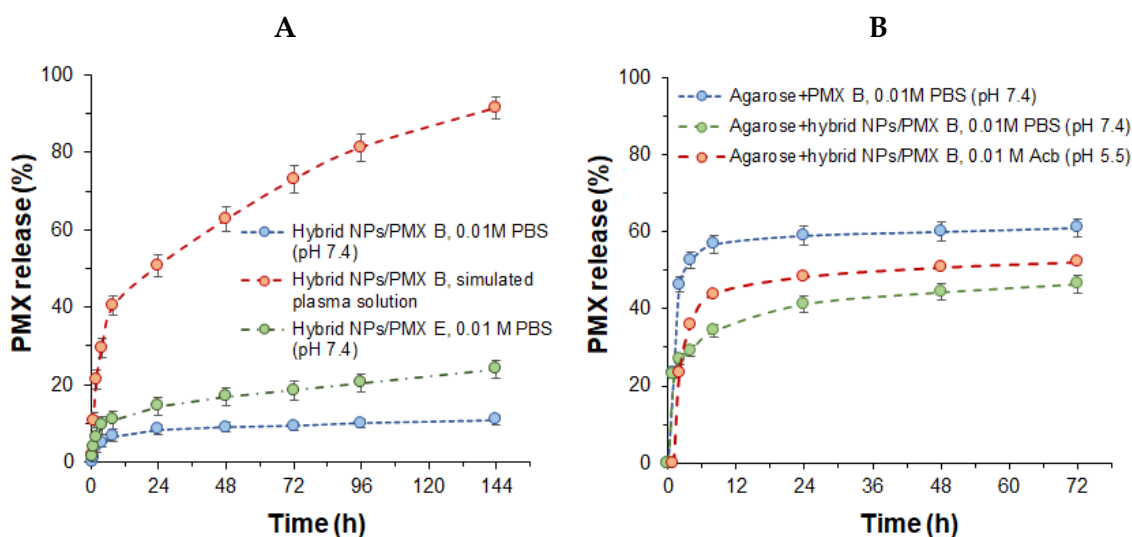 A
PMX release (%)
100
80
60
40
20
0
Hybrid NPs/PMX B, 0.01M PBS
(pH 7.4)
Hybrid NPs/PMX B, simulated
plasma solution
Hybrid NPs/PMX E, 0.01 M PBS
(pH 7.4)
0 24 48 72 96 120 144
Time (h)
B
PMX release (%)
100
80
60
40
20
0
Agarose+PMX B, 0.01M PBS (pH 7.4)
Agarose+hybrid NPs/PMX B, 0.01M PBS (pH 7.4)
Agarose+hybrid NPs/PMX B, 0.01 M Acb (pH 5.5)
0 12 24 36 48 60 72
Time (h)